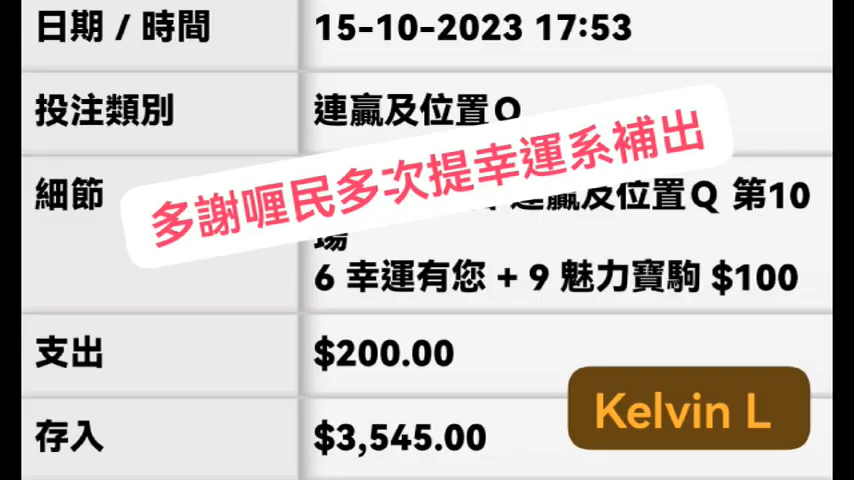 日期 / 時間 15-10-2023 17:53
投注類別 連贏及位置Q
多謝喱民多次提幸運系補出
細節 連贏及位置Q 第10
場
6 幸運有您 + 9 魅力寶駒 $100
支出 $200.00
存入 $3,545.00
Kelvin L